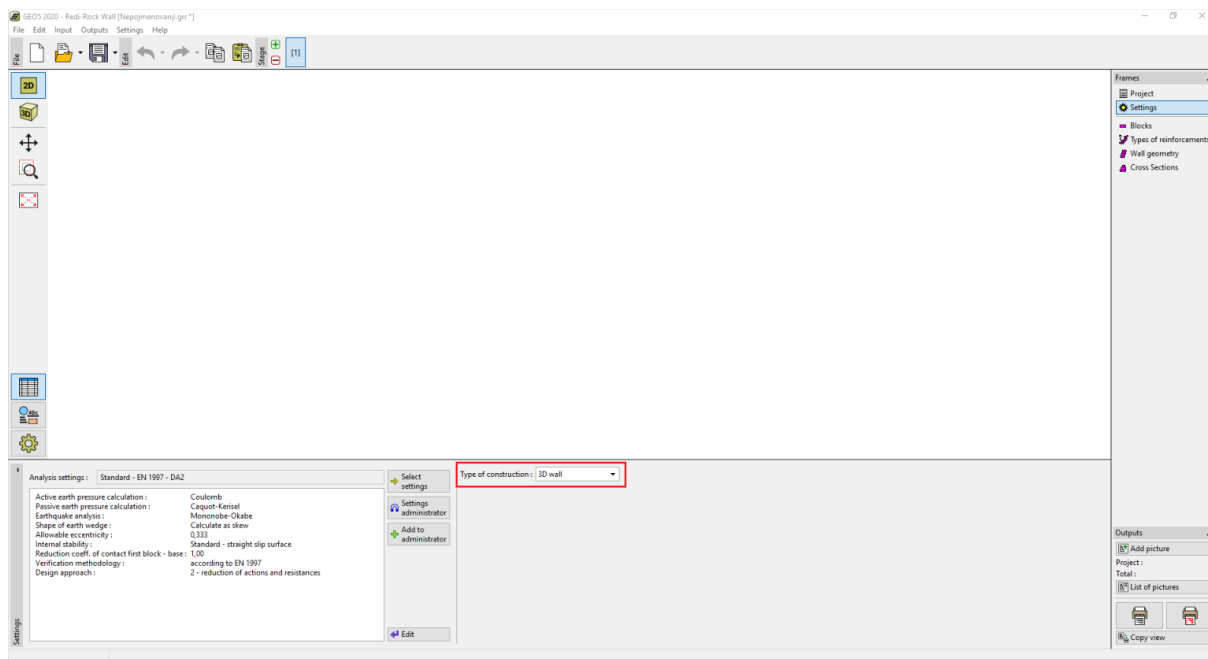 GEO5 2020 - Redi-Rock Wall [Nepojmenovaný.grr *]
File Edit Input Outputs Settings Help
File
Edit
Stage
[1]
2D
3D
Abc
Frames
Project
Settings
Blocks
Types of reinforcements
Wall geometry
Cross Sections
Analysis settings : Standard - EN 1997 - DA2
Select settings
Type of construction : 3D wall
Active earth pressure calculation : Coulomb
Passive earth pressure calculation : Caquot-Kerisel
Earthquake analysis : Mononobe-Okabe
Shape of earth wedge : Calculate as skew
Allowable eccentricity : 0,333
Internal stability : Standard - straight slip surface
Reduction coeff. of contact first block - base : 1,00
Verification methodology : according to EN 1997
Design approach : 2 - reduction of actions and resistances
Settings administrator
Add to administrator
Edit
Settings
Outputs
Add picture
Project :
Total :
List of pictures
Copy view